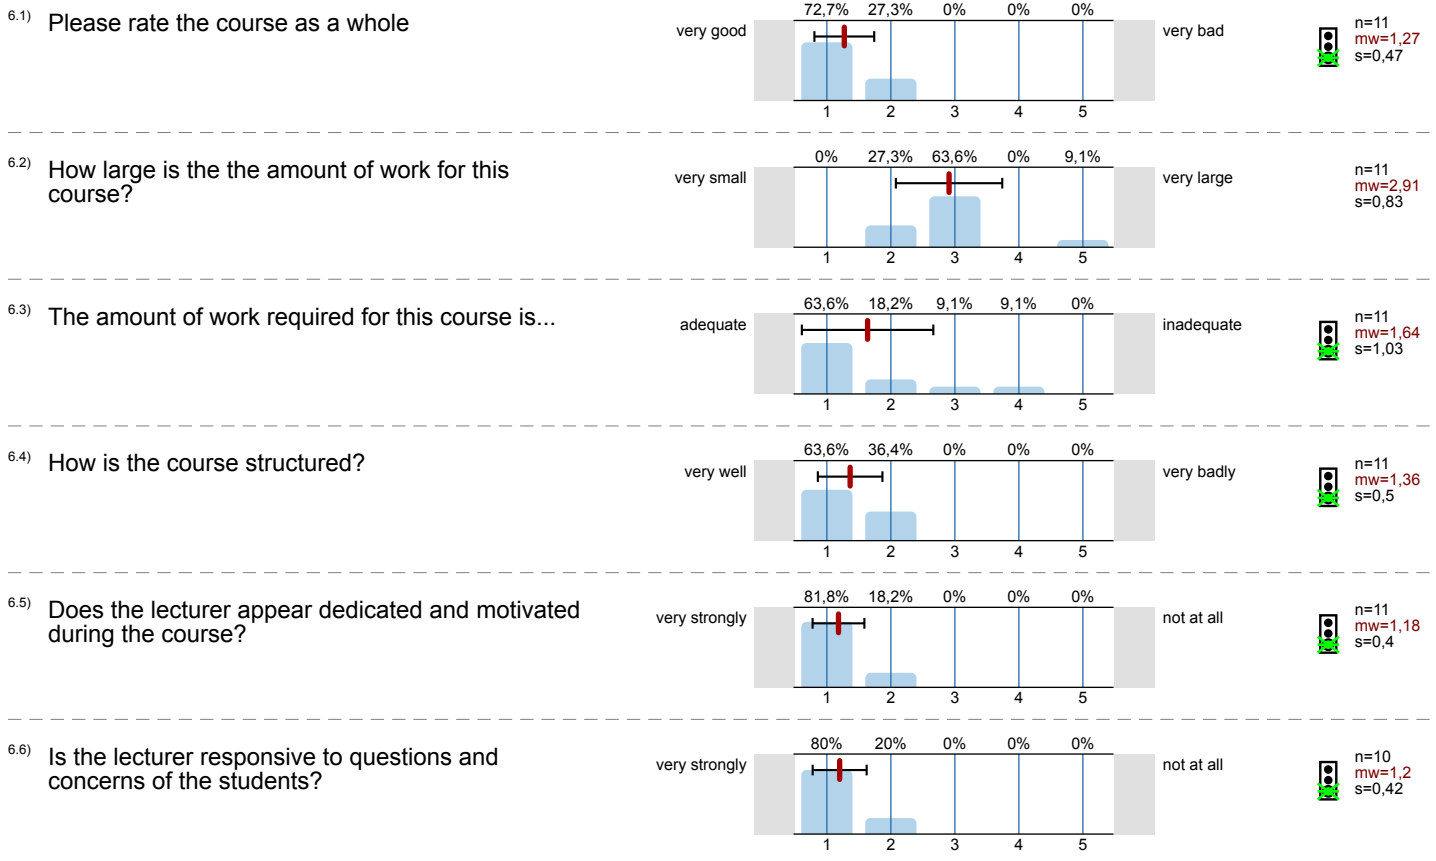 6.1) Please rate the course as a whole
72,7% 27,3% 0% 0% 0%
very good very bad
n=11
mw=1,27
s=0,47
1 2 3 4 5
6.2) How large is the the amount of work for this
course?
0% 27,3% 63,6% 0% 9,1%
very small very large
n=11
mw=2,91
s=0,83
1 2 3 4 5
6.3) The amount of work required for this course is...
63,6% 18,2% 9,1% 9,1% 0%
adequate inadequate
n=11
mw=1,64
s=1,03
1 2 3 4 5
6.4) How is the course structured?
63,6% 36,4% 0% 0% 0%
very well very badly
n=11
mw=1,36
s=0,5
1 2 3 4 5
6.5) Does the lecturer appear dedicated and motivated
during the course?
81,8% 18,2% 0% 0% 0%
very strongly not at all
n=11
mw=1,18
s=0,4
1 2 3 4 5
6.6) Is the lecturer responsive to questions and
concerns of the students?
80% 20% 0% 0% 0%
very strongly not at all
n=10
mw=1,2
s=0,42
1 2 3 4 5